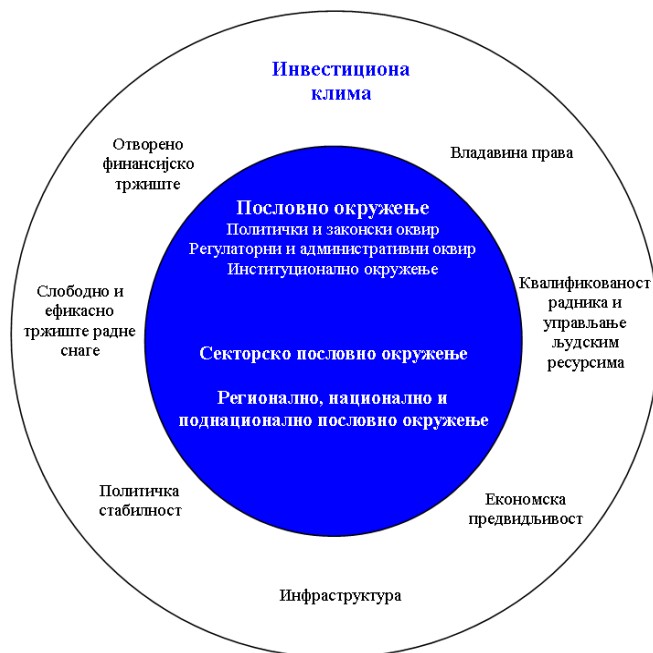 Инвестициона
клима
Отворено
финансијско
тржиште
Владавина права
Пословно окружење
Политички и законски оквир
Регулаторни и административни оквир
Институционално окружење
Слободно и
ефикасно
тржиште радне
снаге
Квалификованост
радника и
управљање
људским
ресурсима
Секторско пословно окружење
Регионално, национално и
поднационално пословно окружење
Политичка
стабилност
Економска
предвидљивост
Инфраструктура